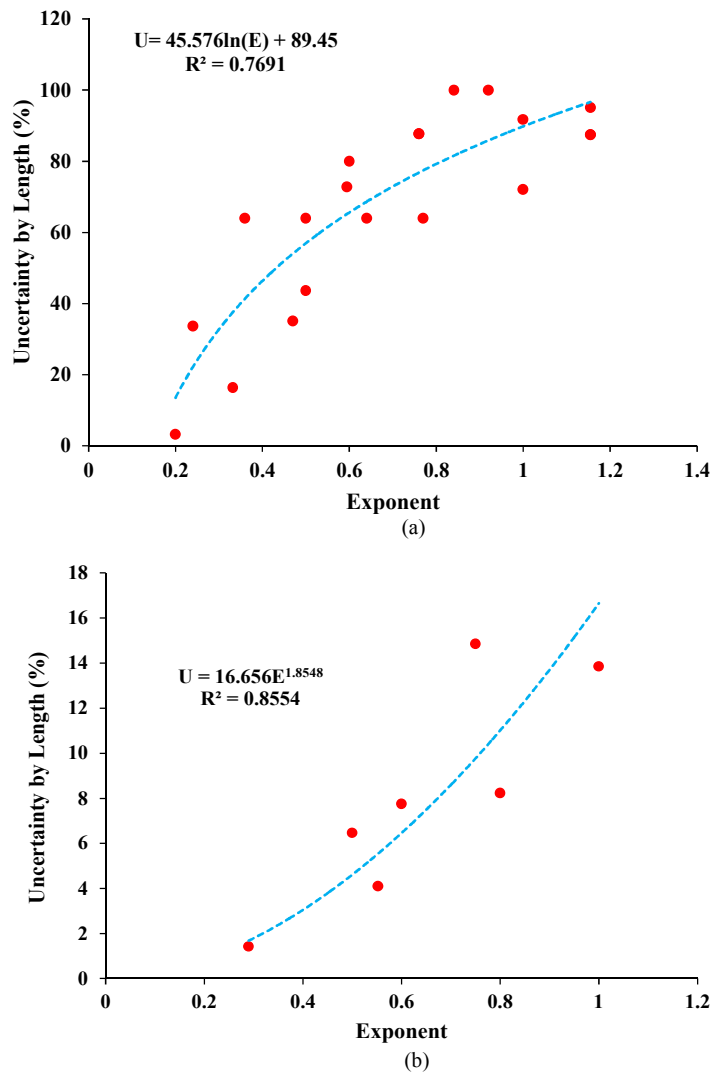 120
100
80
60
40
20
0
Uncertainty by Length (%)
U= 45.576ln(E) + 89.45
R² = 0.7691
0 0.2 0.4 0.6 0.8 1 1.2 1.4
Exponent
(a)
18
16
14
12
10
8
6
4
2
0
Uncertainty by Length (%)
U = 16.656E^1.8548
R² = 0.8554
0 0.2 0.4 0.6 0.8 1 1.2
Exponent
(b)